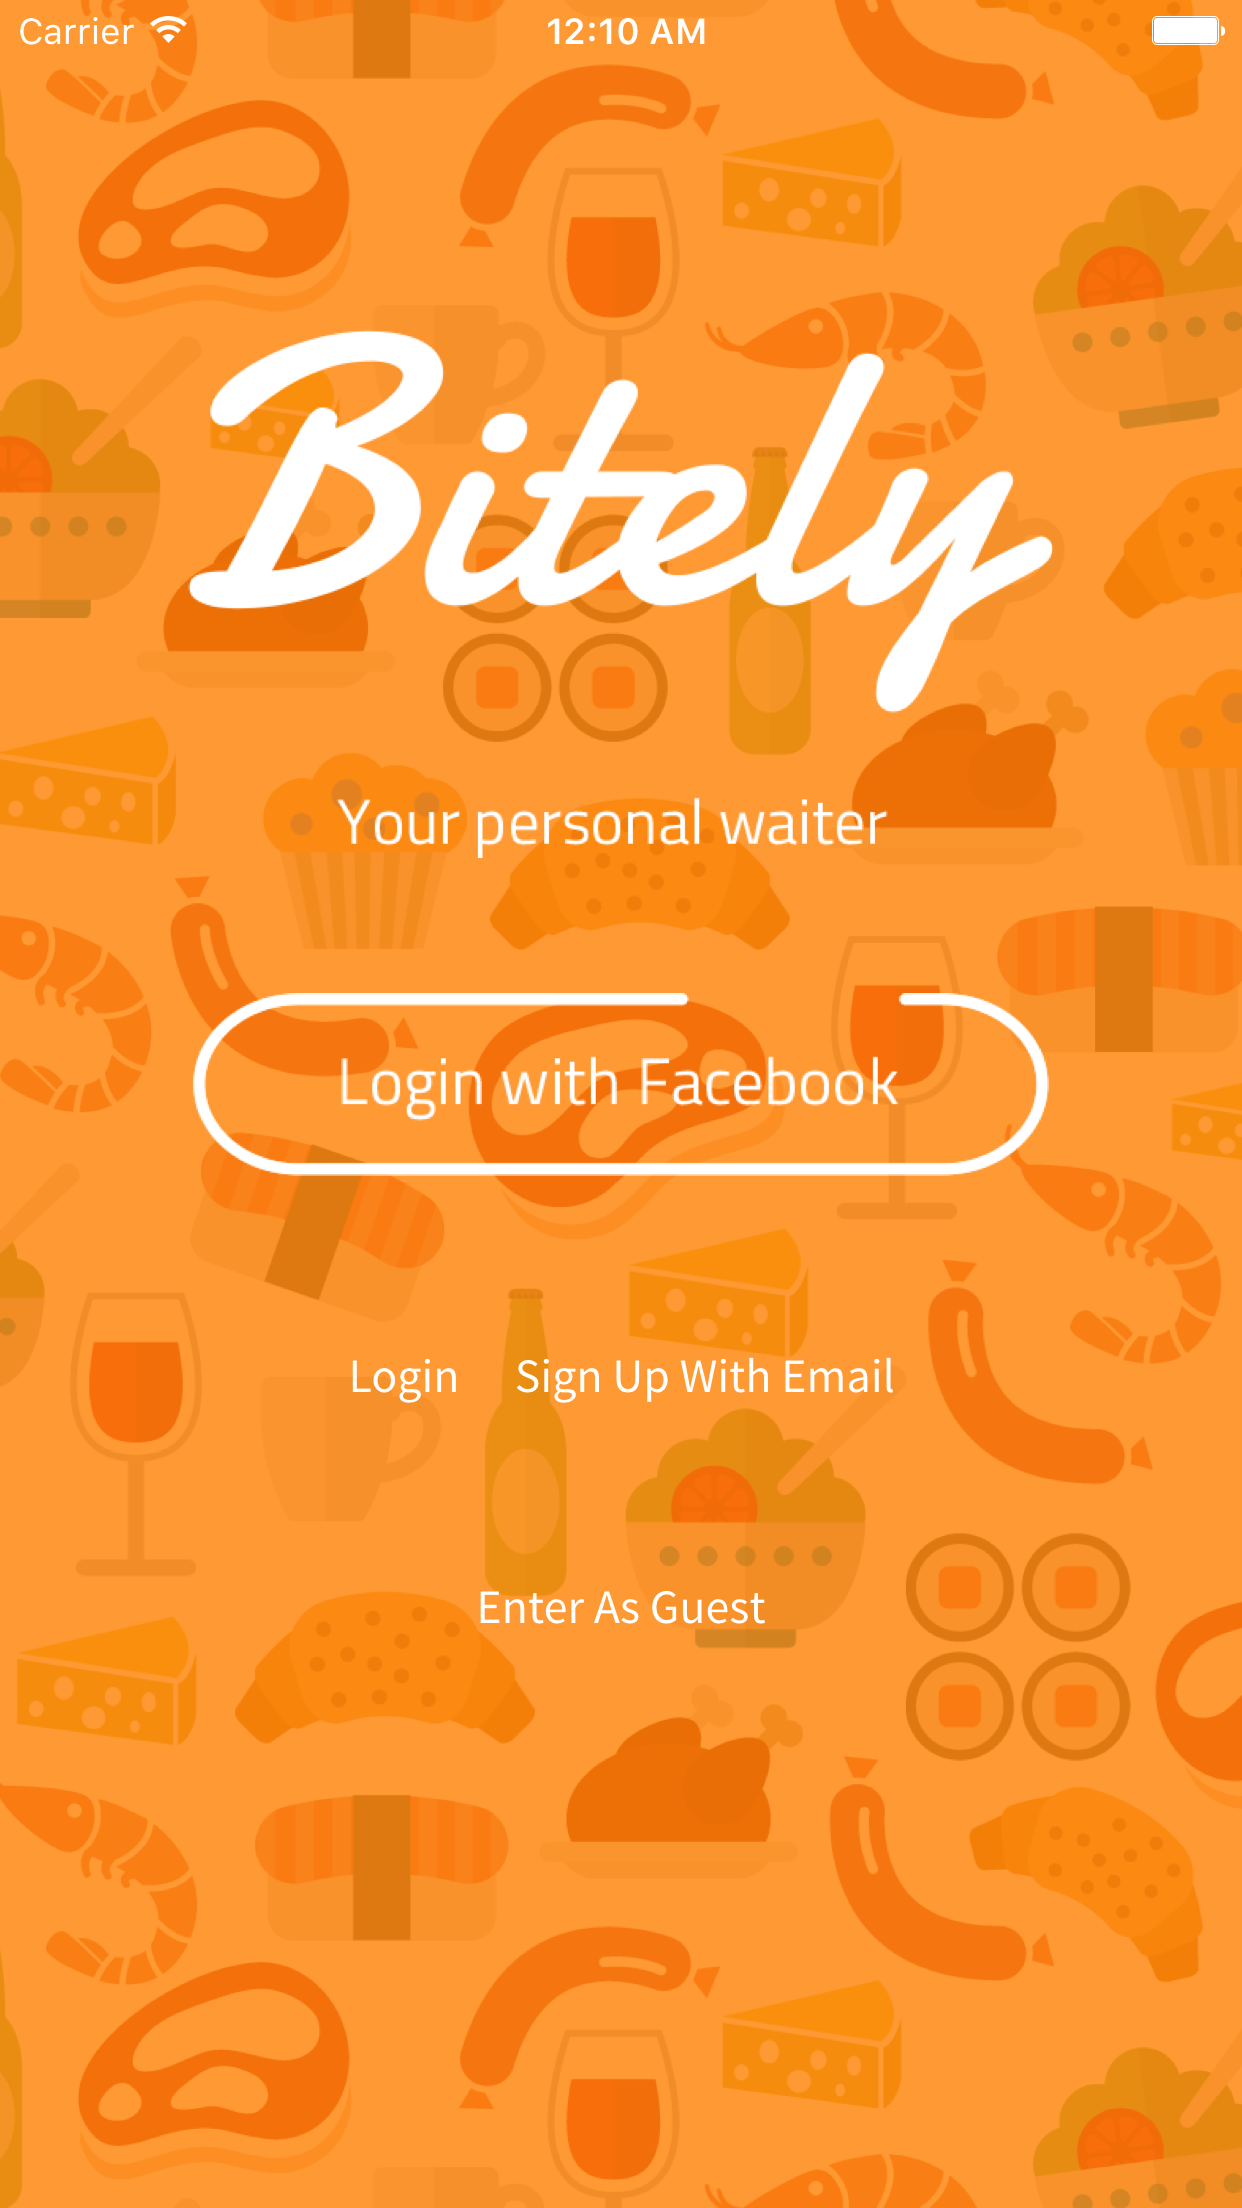 Carrier 12:10 AM
Bitely
Your personal waiter
Login with Facebook
Login Sign Up With Email
Enter As Guest